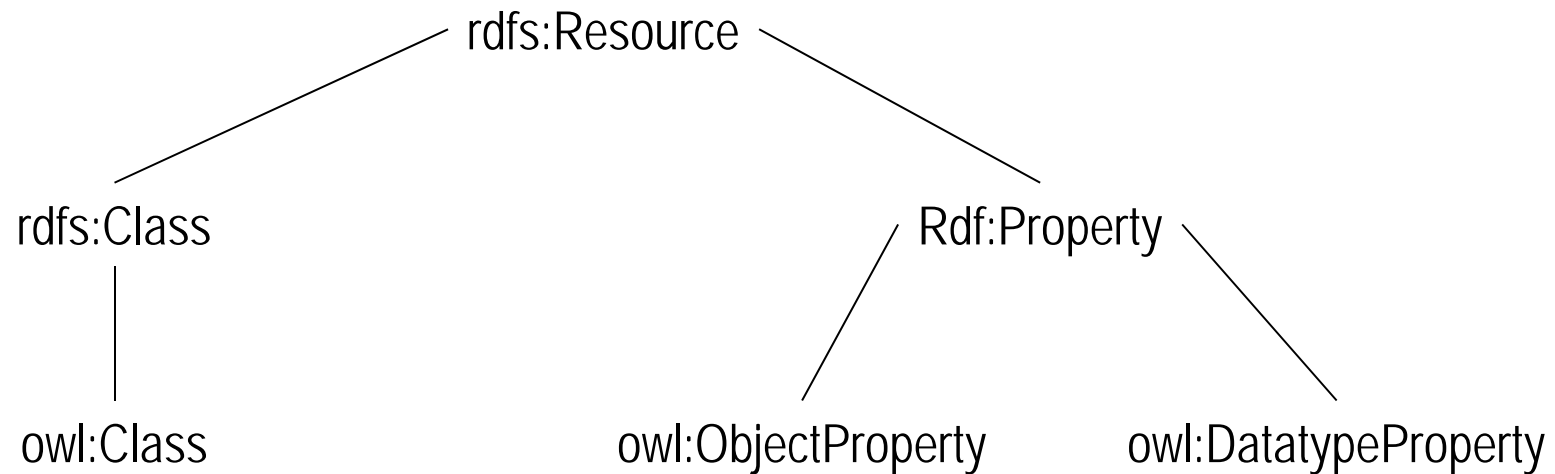 rdfs:Resource
rdfs:Class
Rdf:Property
owl:Class
owl:ObjectProperty
owl:DatatypeProperty